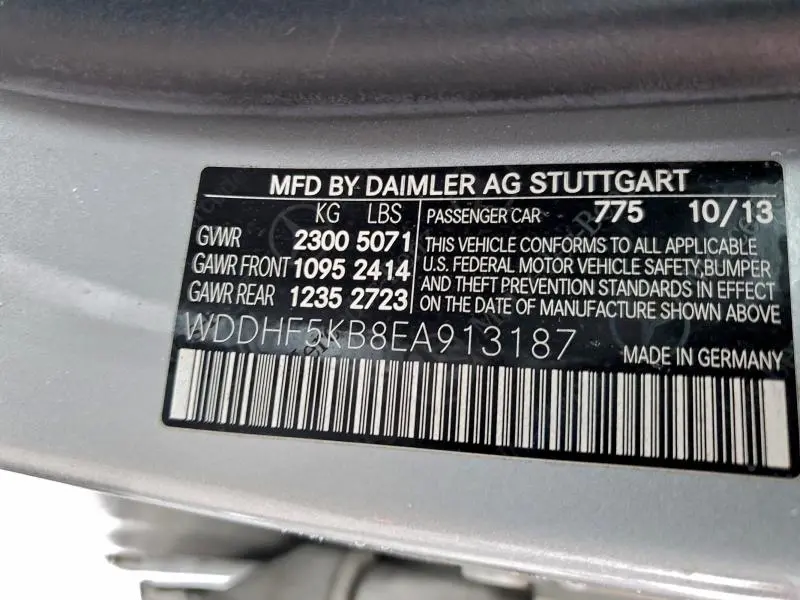 MFD BY DAIMLER AG STUTTGART
KG LBS
GVWR 2300 5071
GAWR FRONT 1095 2414
GAWR REAR 1235 2723
PASSENGER CAR 775 10/13
THIS VEHICLE CONFORMS TO ALL APPLICABLE
U.S. FEDERAL MOTOR VEHICLE SAFETY,BUMPER
AND THEFT PREVENTION STANDARDS IN EFFECT
ON THE DATE OF MANUFACTURE SHOWN ABOVE.
WDDHF5KB8EA913187
MADE IN GERMANY